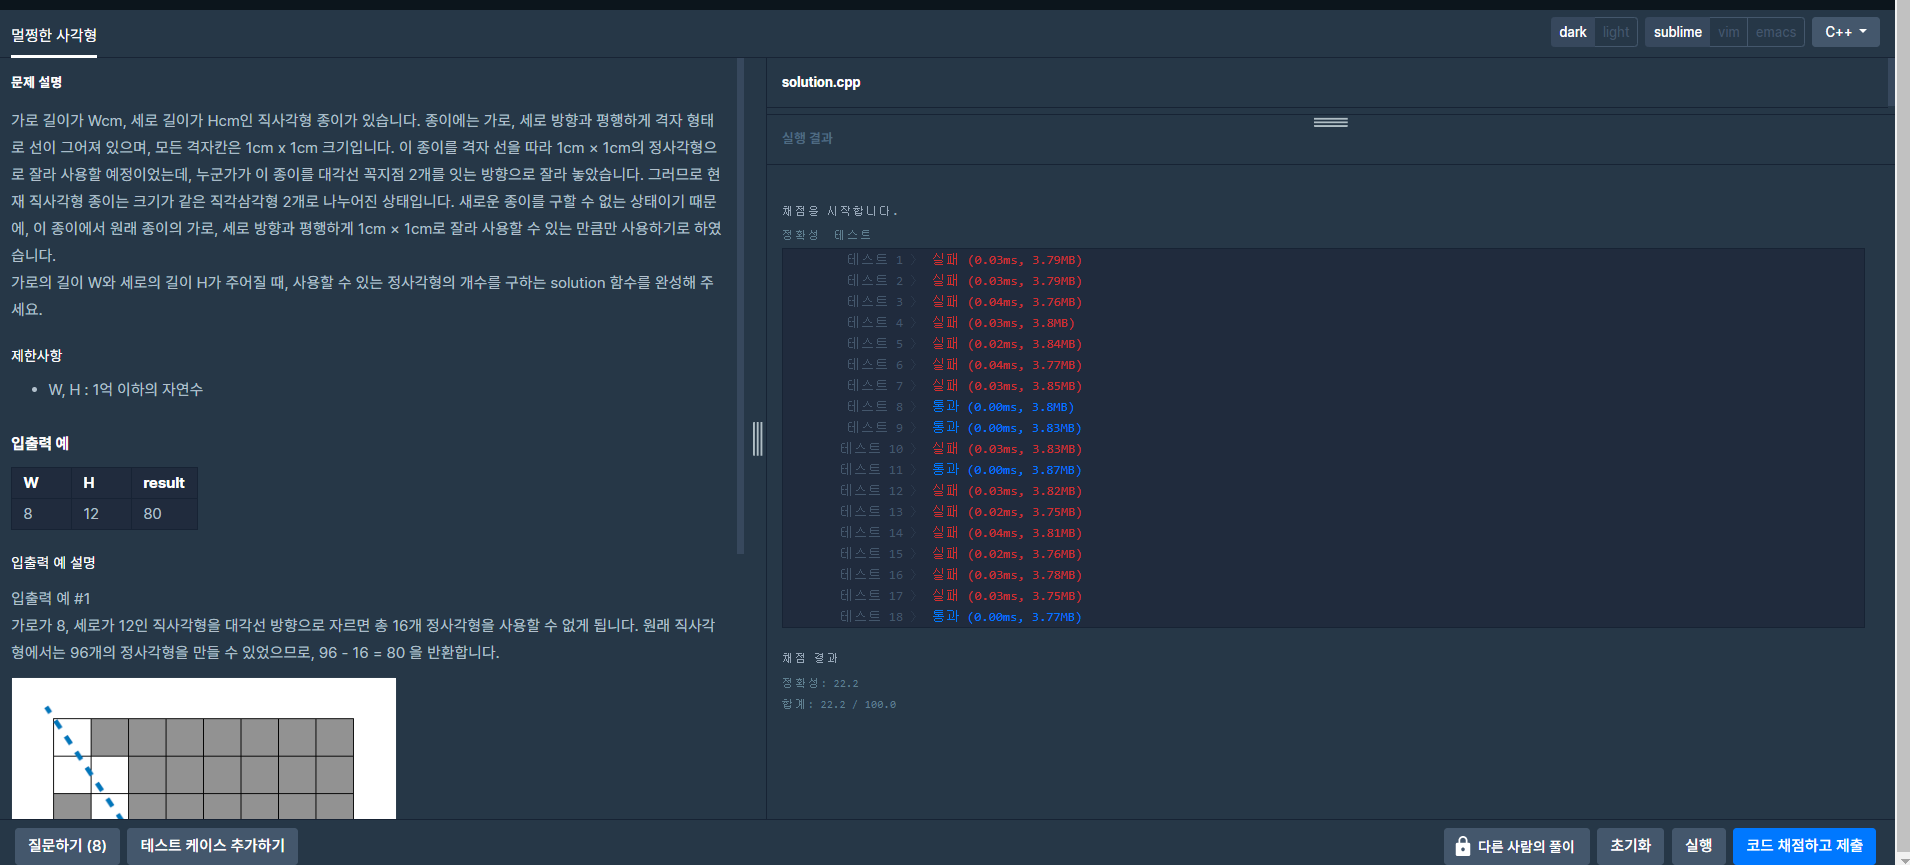 멀쩡한 사각형
dark light sublime vim emacs C++
문제 설명
가로 길이가 Wcm, 세로 길이가 Hcm인 직사각형 종이가 있습니다. 종이에는 가로, 세로 방향과 평행하게 격자 형태
로 선이 그어져 있으며, 모든 격자칸은 1cm x 1cm 크기입니다. 이 종이를 격자 선을 따라 1cm × 1cm의 정사각형으
로 잘라 사용할 예정이었는데, 누군가가 이 종이를 대각선 꼭지점 2개를 잇는 방향으로 잘라 놓았습니다. 그러므로 현
재 직사각형 종이는 크기가 같은 직각삼각형 2개로 나누어진 상태입니다. 새로운 종이를 구할 수 없는 상태이기 때문
에, 이 종이에서 원래 종이의 가로, 세로 방향과 평행하게 1cm × 1cm로 잘라 사용할 수 있는 만큼만 사용하기로 하였
습니다.
가로의 길이 W와 세로의 길이 H가 주어질 때, 사용할 수 있는 정사각형의 개수를 구하는 solution 함수를 완성해 주
세요.
제한사항
• W, H : 1억 이하의 자연수
입출력 예
W H result
8 12 80
입출력 예 설명
입출력 예 #1
가로가 8, 세로가 12인 직사각형을 대각선 방향으로 자르면 총 16개 정사각형을 사용할 수 없게 됩니다. 원래 직사각
형에서는 96개의 정사각형을 만들 수 있었으므로, 96 - 16 = 80 을 반환합니다.
solution.cpp
실행 결과
채점을 시작합니다.
정확성 테스트
테스트 1 〉 실패 (0.03ms, 3.79MB)
테스트 2 〉 실패 (0.03ms, 3.79MB)
테스트 3 〉 실패 (0.04ms, 3.76MB)
테스트 4 〉 실패 (0.03ms, 3.8MB)
테스트 5 〉 실패 (0.02ms, 3.84MB)
테스트 6 〉 실패 (0.04ms, 3.77MB)
테스트 7 〉 실패 (0.03ms, 3.85MB)
테스트 8 〉 통과 (0.00ms, 3.8MB)
테스트 9 〉 통과 (0.00ms, 3.83MB)
테스트 10 〉 실패 (0.03ms, 3.83MB)
테스트 11 〉 통과 (0.00ms, 3.87MB)
테스트 12 〉 실패 (0.03ms, 3.82MB)
테스트 13 〉 실패 (0.02ms, 3.75MB)
테스트 14 〉 실패 (0.04ms, 3.81MB)
테스트 15 〉 실패 (0.02ms, 3.76MB)
테스트 16 〉 실패 (0.03ms, 3.78MB)
테스트 17 〉 실패 (0.03ms, 3.75MB)
테스트 18 〉 통과 (0.00ms, 3.77MB)
채점 결과
정확성: 22.2
합계: 22.2 / 100.0
질문하기 (8) 테스트 케이스 추가하기 다른 사람의 풀이 초기화 실행 코드 채점하고 제출